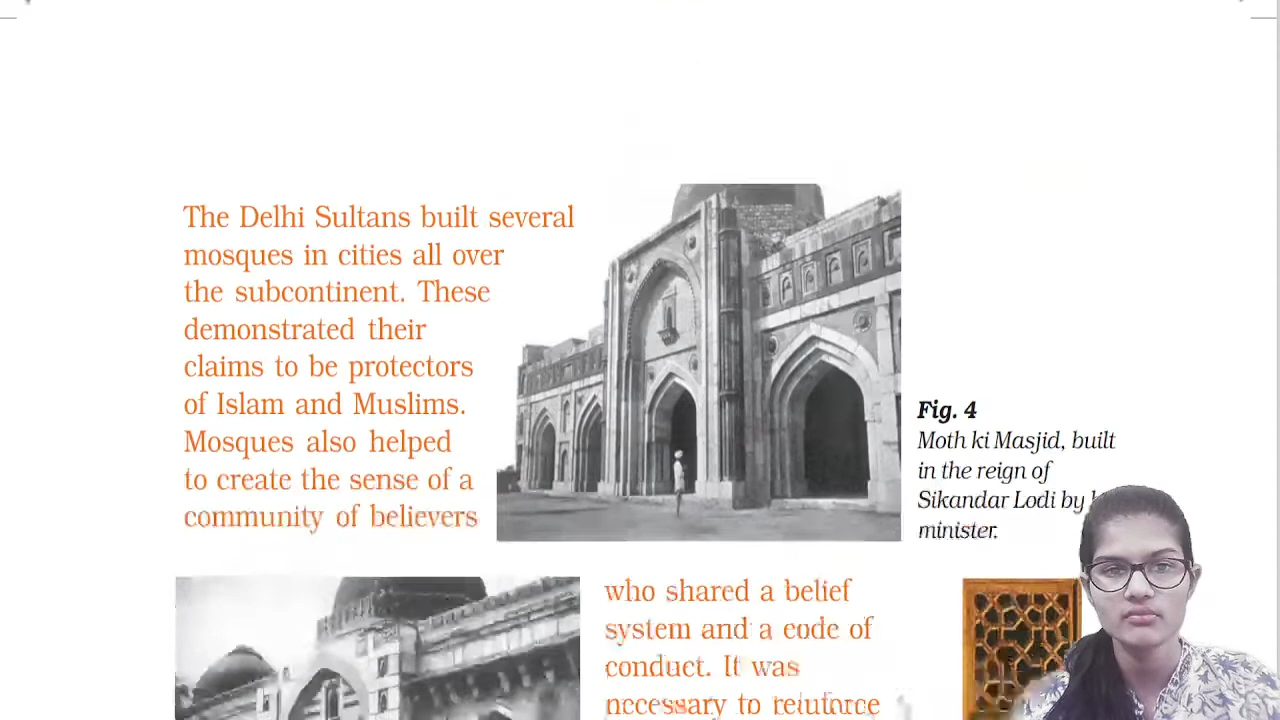 The Delhi Sultans built several
mosques in cities all over
the subcontinent. These
demonstrated their
claims to be protectors
of Islam and Muslims.
Mosques also helped
to create the sense of a
community of believers
Fig. 4
Moth ki Masjid, built
in the reign of
Sikandar Lodi by
minister.
who shared a belief
system and a code of
conduct. It was
necessary to reinforce